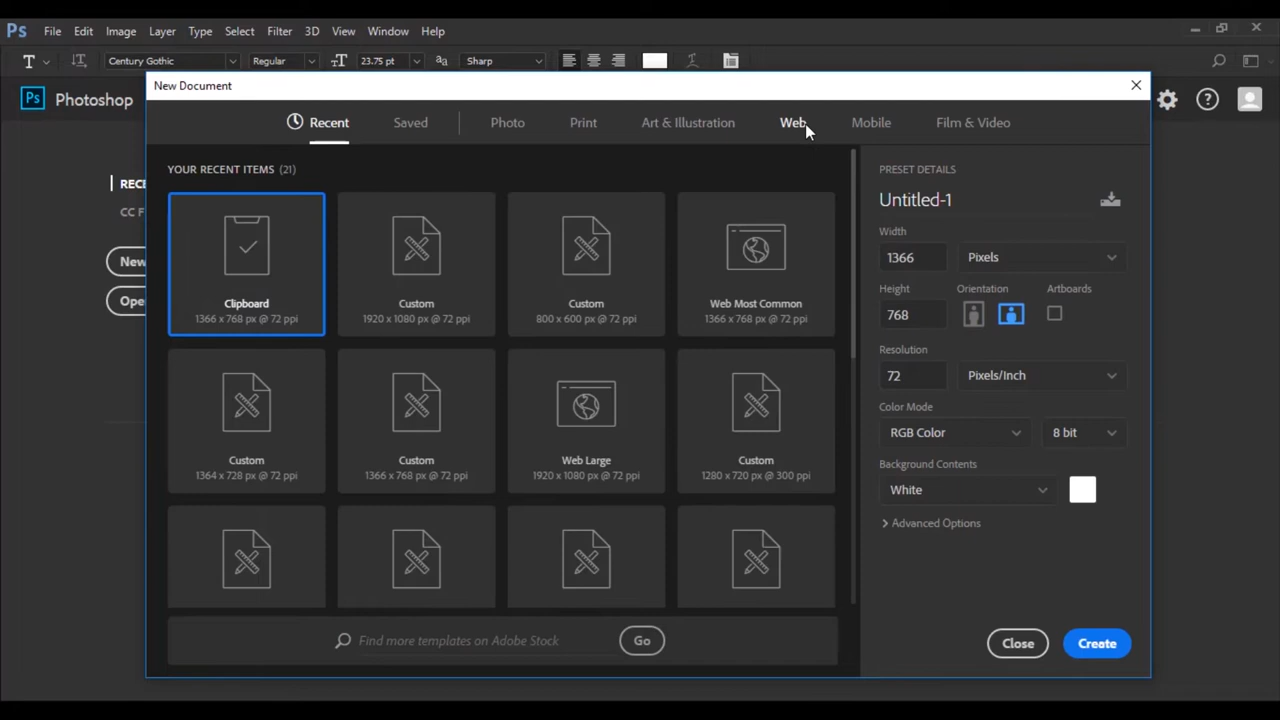 Ps File Edit Image Layer Type Select Filter 3D View Window Help
T Century Gothic Regular 23.75 pt Sharp
New Document
Ps Photoshop
Recent Saved Photo Print Art & Illustration Web Mobile Film & Video
YOUR RECENT ITEMS (21)
Clipboard
1366 x 768 px @ 72 ppi
Custom
1920 x 1080 px @ 72 ppi
Custom
800 x 600 px @ 72 ppi
Web Most Common
1366 x 768 px @ 72 ppi
Custom
1364 x 728 px @ 72 ppi
Custom
1366 x 768 px @ 72 ppi
Web Large
1920 x 1080 px @ 72 ppi
Custom
1280 x 720 px @ 300 ppi
Find more templates on Adobe Stock Go
PRESET DETAILS
Untitled-1
Width
1366 Pixels
Height Orientation Artboards
768
Resolution
72 Pixels/Inch
Color Mode
RGB Color 8 bit
Background Contents
White
Advanced Options
Close Create
RECE
CC F
New
Ope